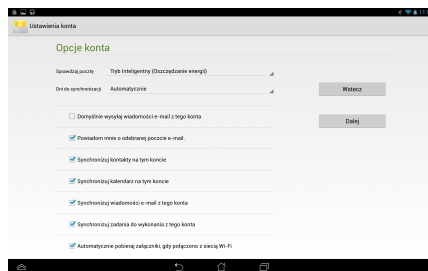 Ustawienia konta
Opcje konta
Sprawdzaj pocztę Tryb Inteligentny (Oszczędzanie energii)
Dni do synchronizacji Automatycznie
Wstecz
Domyślnie wysyłaj wiadomości e-mail z tego konta
Dalej
Powiadom mnie o odebranej poczcie e-mail.
Synchronizuj kontakty na tym koncie
Synchronizuj kalendarz na tym koncie
Synchronizuj wiadomości e-mail z tego konta
Synchronizuj zadania do wykonania z tego konta
Automatycznie pobieraj załączniki, gdy połączono z siecią Wi-Fi